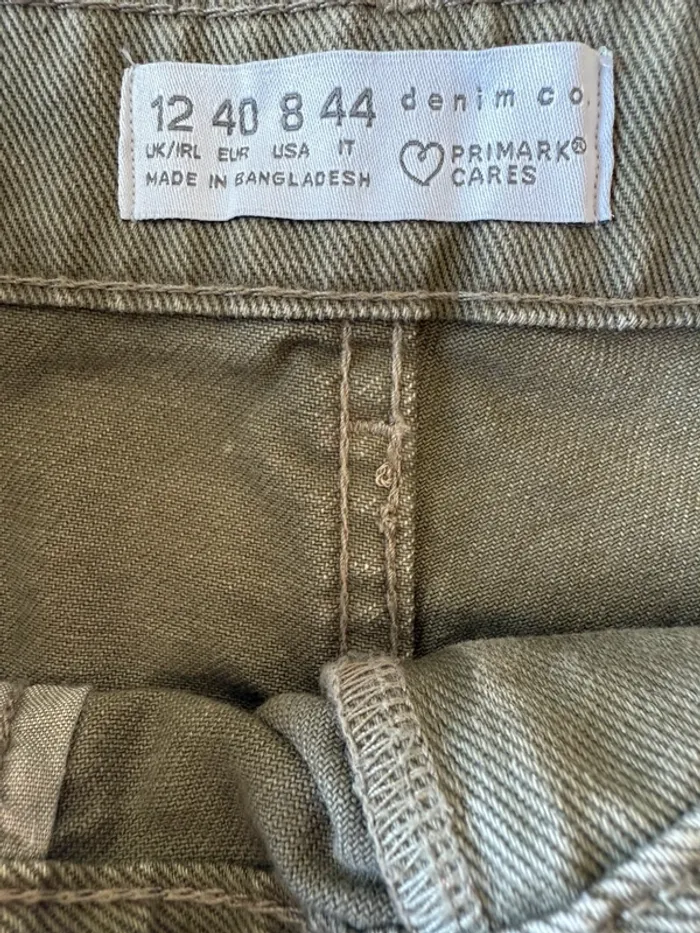 12 40 8 44 denim co.
UK/IRL EUR USA IT
PRIMARK®
MADE IN BANGLADESH
CARES